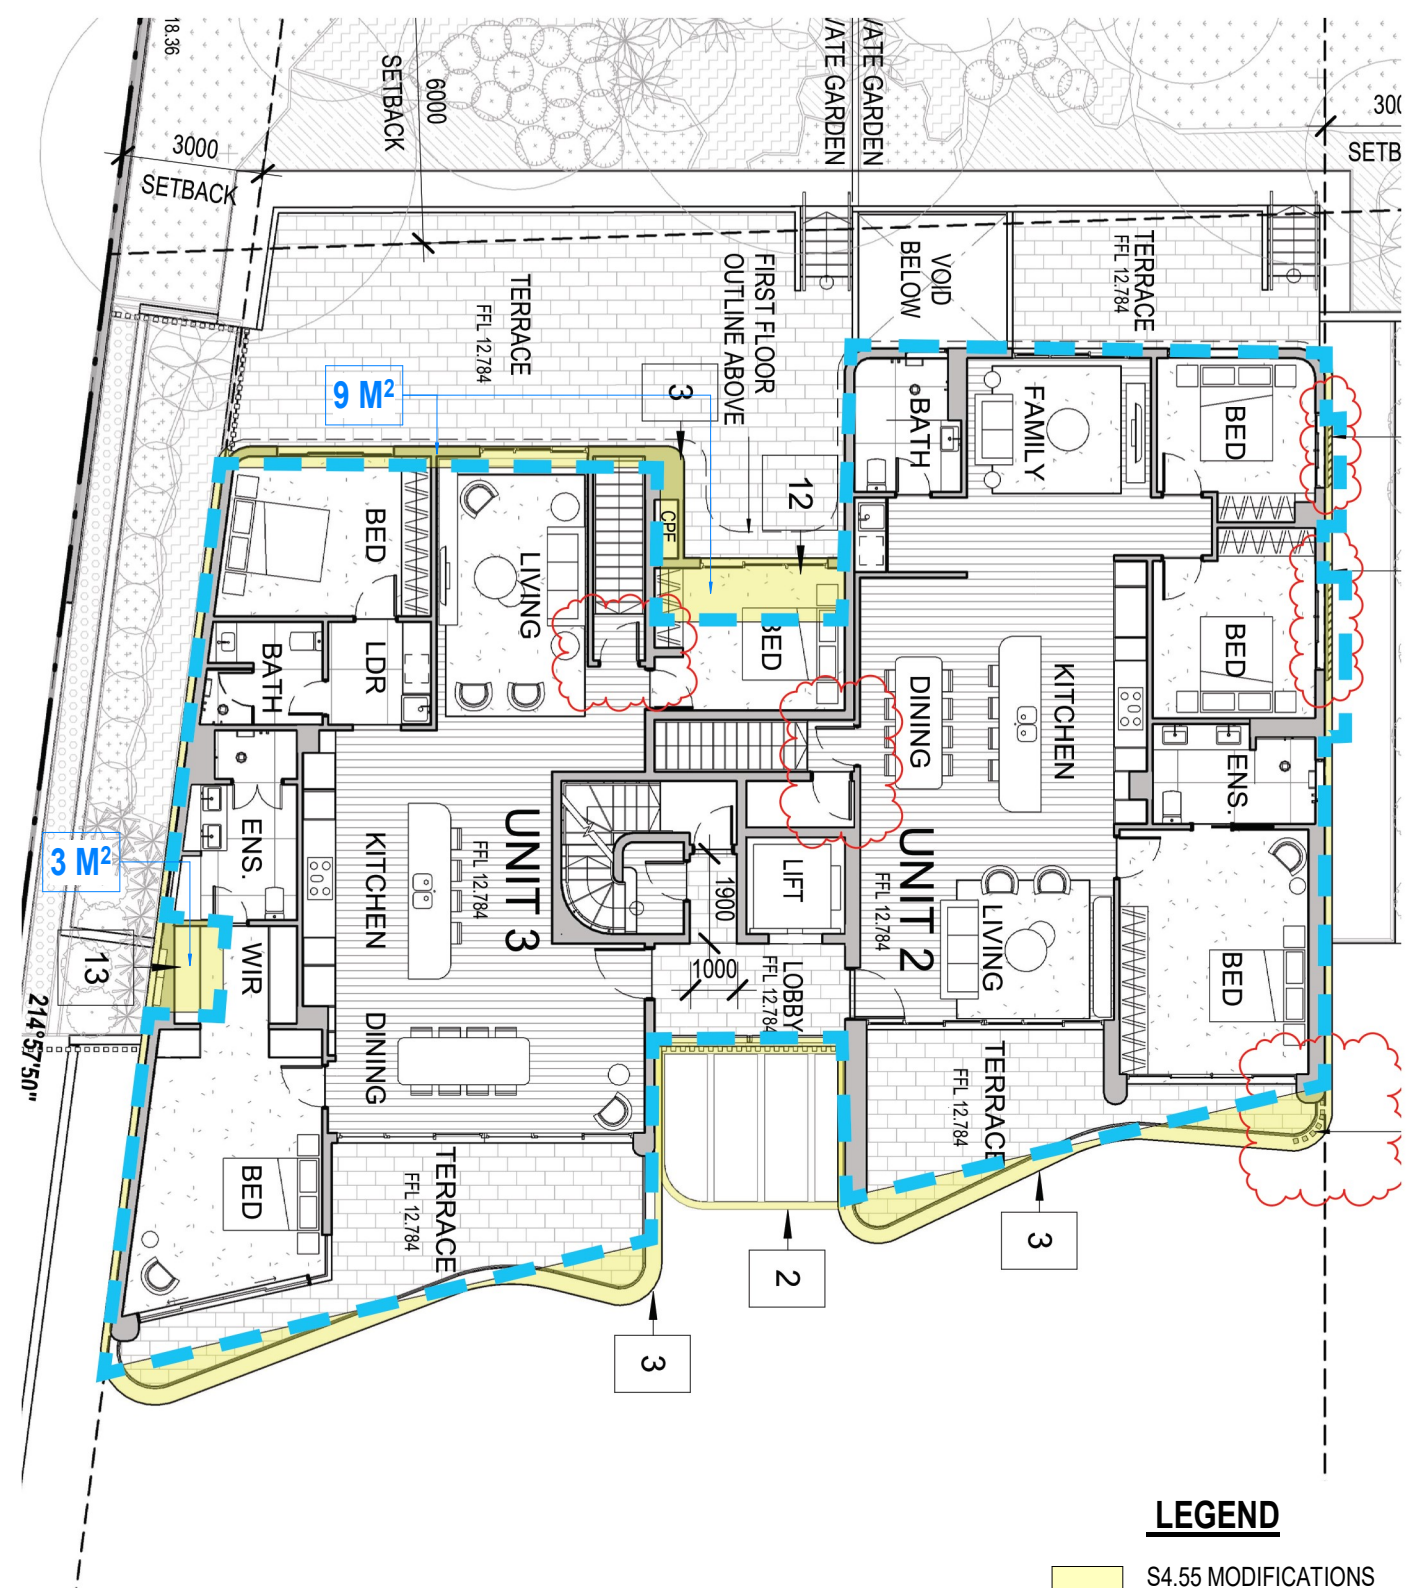 18.36
3000
SETBACK
6000
SETBACK
VATE GARDEN
VATE GARDEN
300
SETB
TERRACE
FFL 12.784
FIRST FLOOR
OUTLINE ABOVE
VOID
BELOW
TERRACE
FFL 12.784
9 M²
3
12
CPF
BED
LIVING
BED
BATH
FAMILY
BED
BED
BATH
LDR
DINING
KITCHEN
ENS.
ENS.
KITCHEN
UNIT 3
FFL 12.784
3 M²
WIR
13
DINING
LIFT
1900
1000
LOBBY
FFL 12.784
UNIT 2
FFL 12.784
LIVING
BED
214°57'50"
BED
TERRACE
FFL 12.784
TERRACE
FFL 12.784
3
2
3
LEGEND
S4.55 MODIFICATIONS